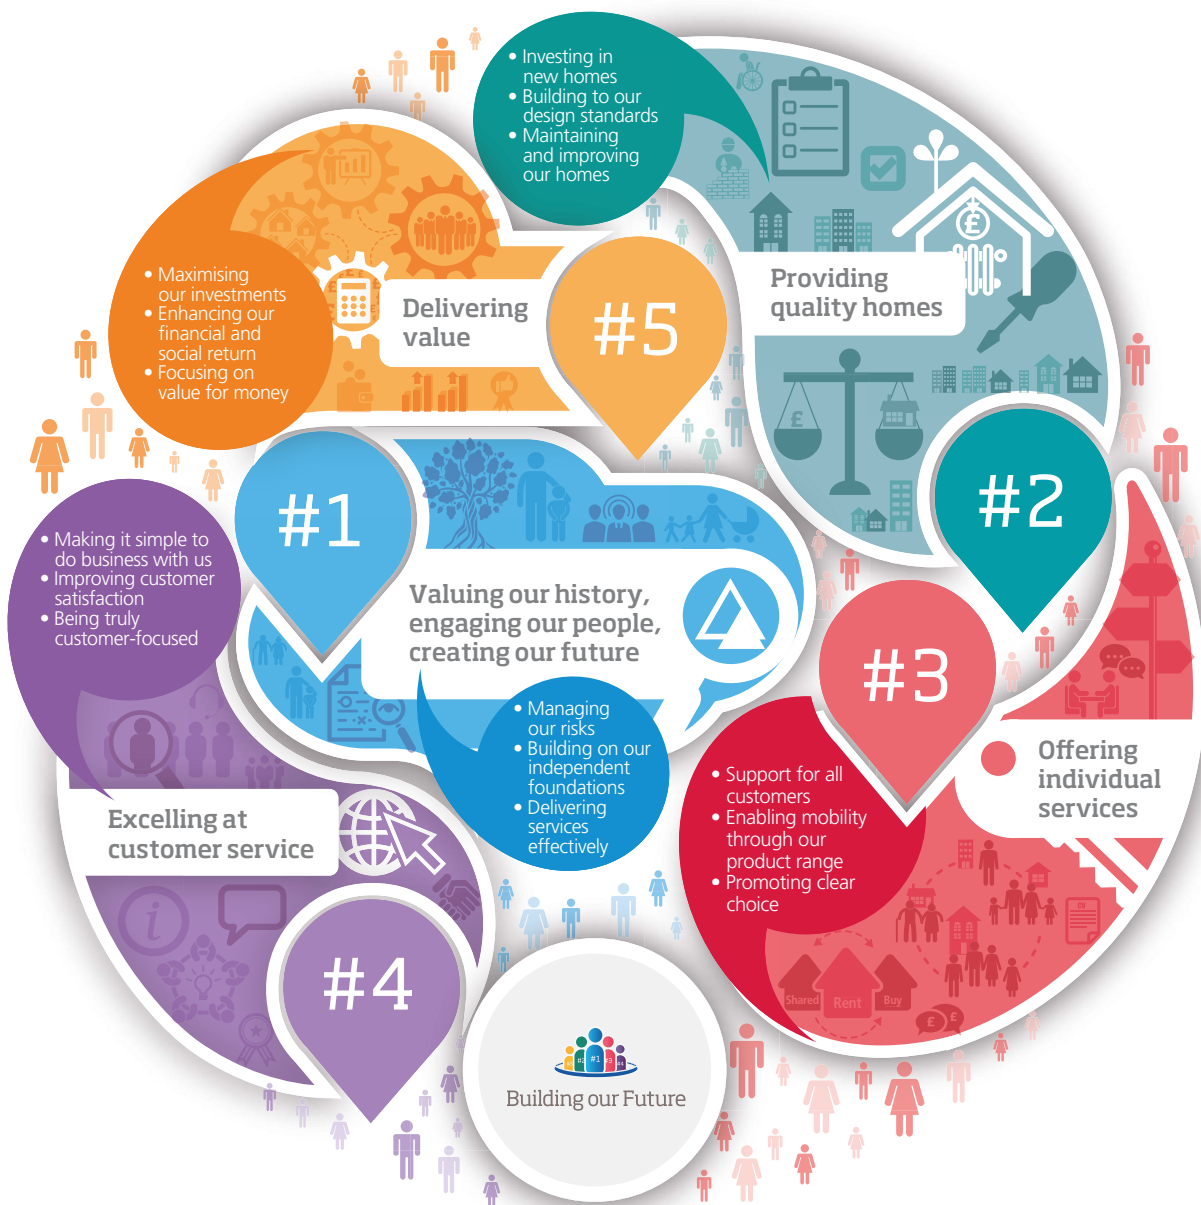 • Investing in
new homes
• Building to our
design standards
• Maintaining
and improving
our homes
Providing
quality homes
£
£
#2
• Maximising
our investments
• Enhancing our
financial and
social return
• Focusing on
value for money
Delivering
value
#5
#1
Valuing our history,
engaging our people,
creating our future
• Managing
our risks
• Building on our
independent
foundations
• Delivering
services
effectively
• Making it simple to
do business with us
• Improving customer
satisfaction
• Being truly
customer-focused
Excelling at
customer service
i
#4
#3
Offering
individual
services
• Support for all
customers
• Enabling mobility
through our
product range
• Promoting clear
choice
Shared
Rent
Buy
£ £
#2 #1 #3 #4
Building our Future